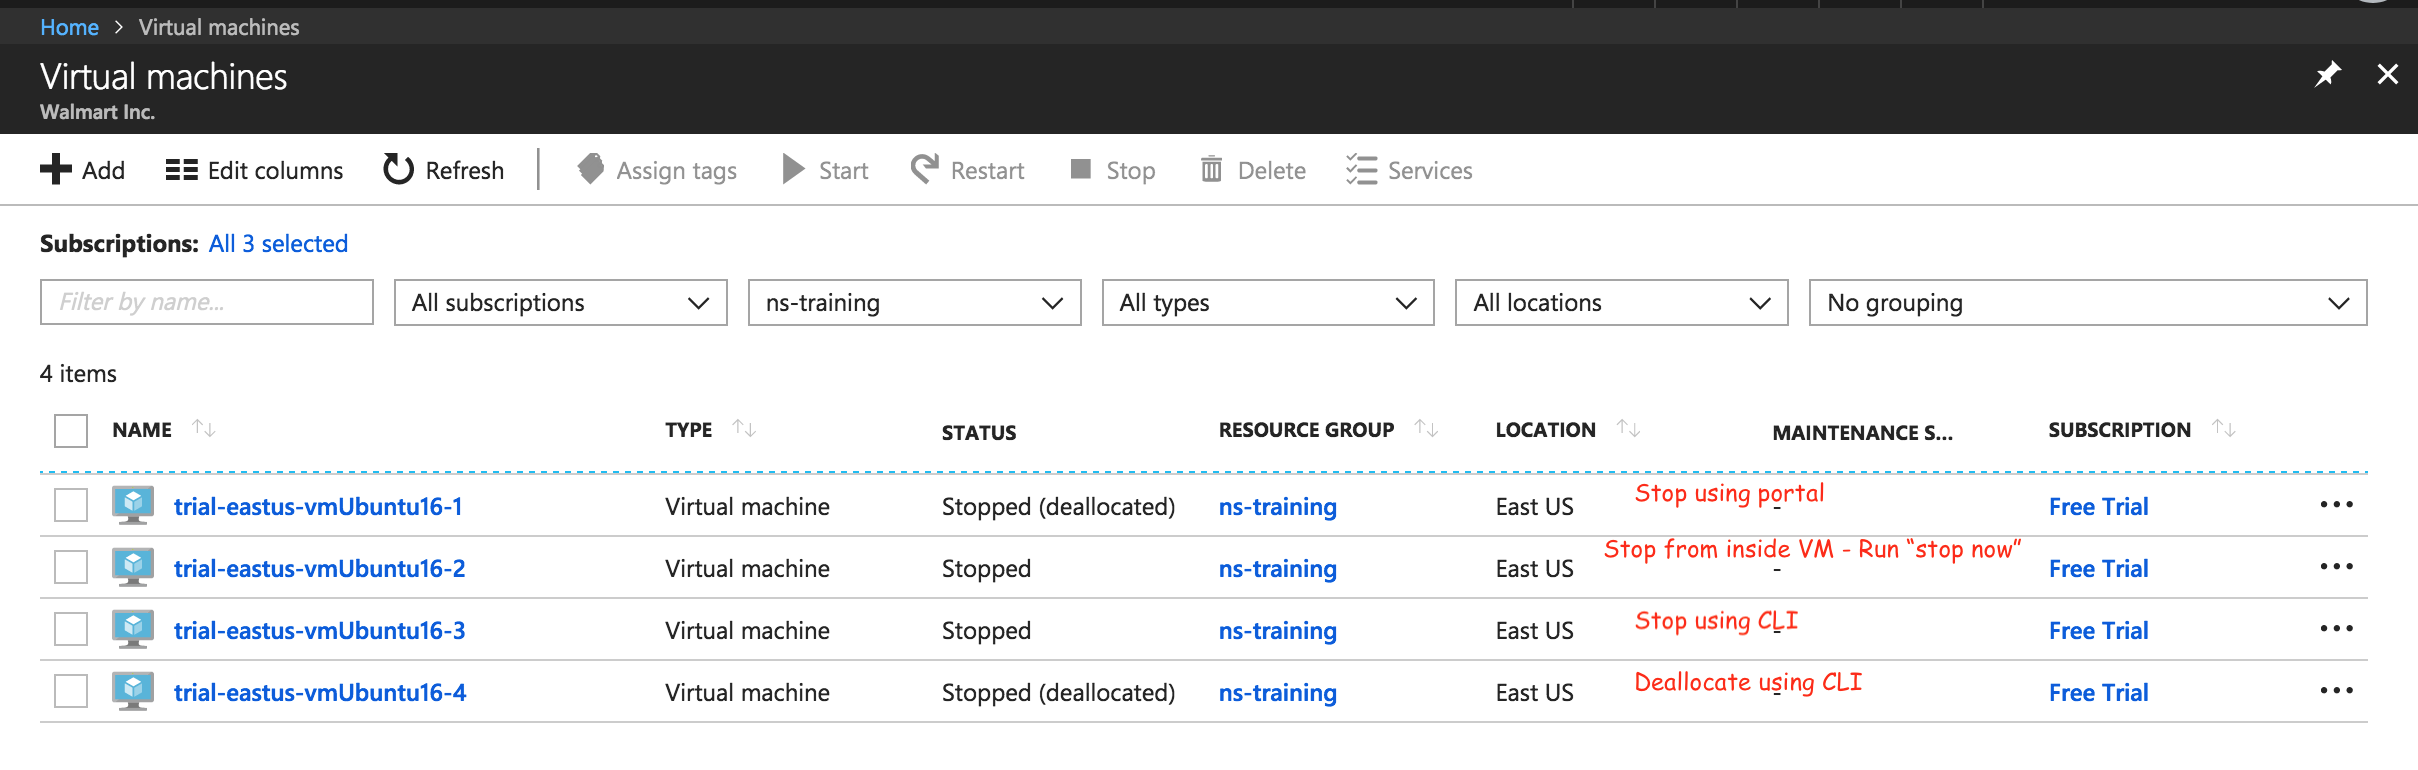 Home > Virtual machines
Virtual machines
Walmart Inc.
Add Edit columns Refresh Assign tags Start Restart Stop Delete Services
Subscriptions: All 3 selected
Filter by name... All subscriptions ns-training All types All locations No grouping
4 items
NAME TYPE STATUS RESOURCE GROUP LOCATION MAINTENANCE S... SUBSCRIPTION
trial-eastus-vmUbuntu16-1 Virtual machine Stopped (deallocated) ns-training East US Stop using portal - Free Trial
trial-eastus-vmUbuntu16-2 Virtual machine Stopped ns-training East US Stop from inside VM - Run “stop now” - Free Trial
trial-eastus-vmUbuntu16-3 Virtual machine Stopped ns-training East US Stop using CLI - Free Trial
trial-eastus-vmUbuntu16-4 Virtual machine Stopped (deallocated) ns-training East US Deallocate using CLI - Free Trial